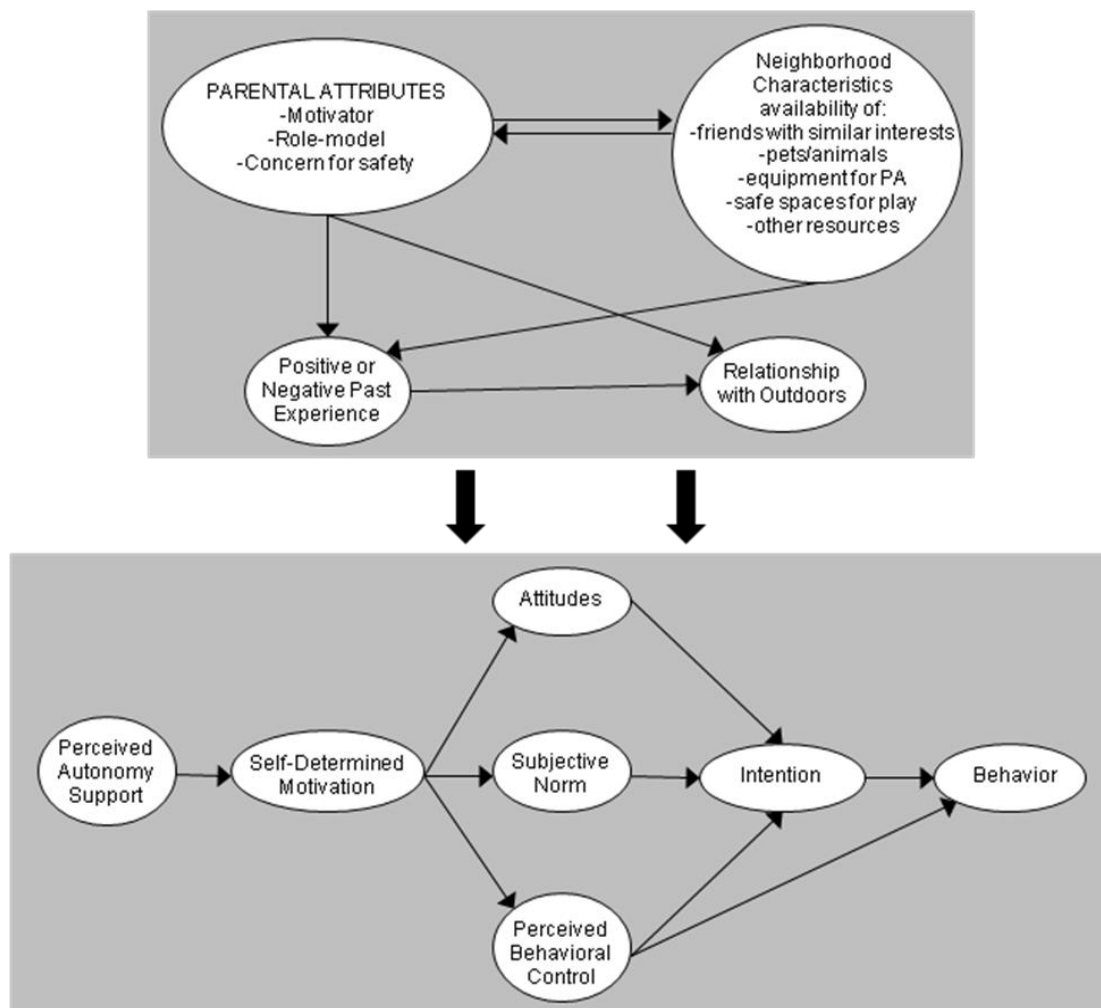 PARENTAL ATTRIBUTES
-Motivator
-Role-model
-Concern for safety
Neighborhood
Characteristics
availability of:
-friends with similar interests
-pets/animals
-equipment for PA
-safe spaces for play
-other resources
Positive or
Negative Past
Experience
Relationship
with Outdoors
Attitudes
Perceived
Autonomy
Support
Self-Determined
Motivation
Subjective
Norm
Intention
Behavior
Perceived
Behavioral
Control